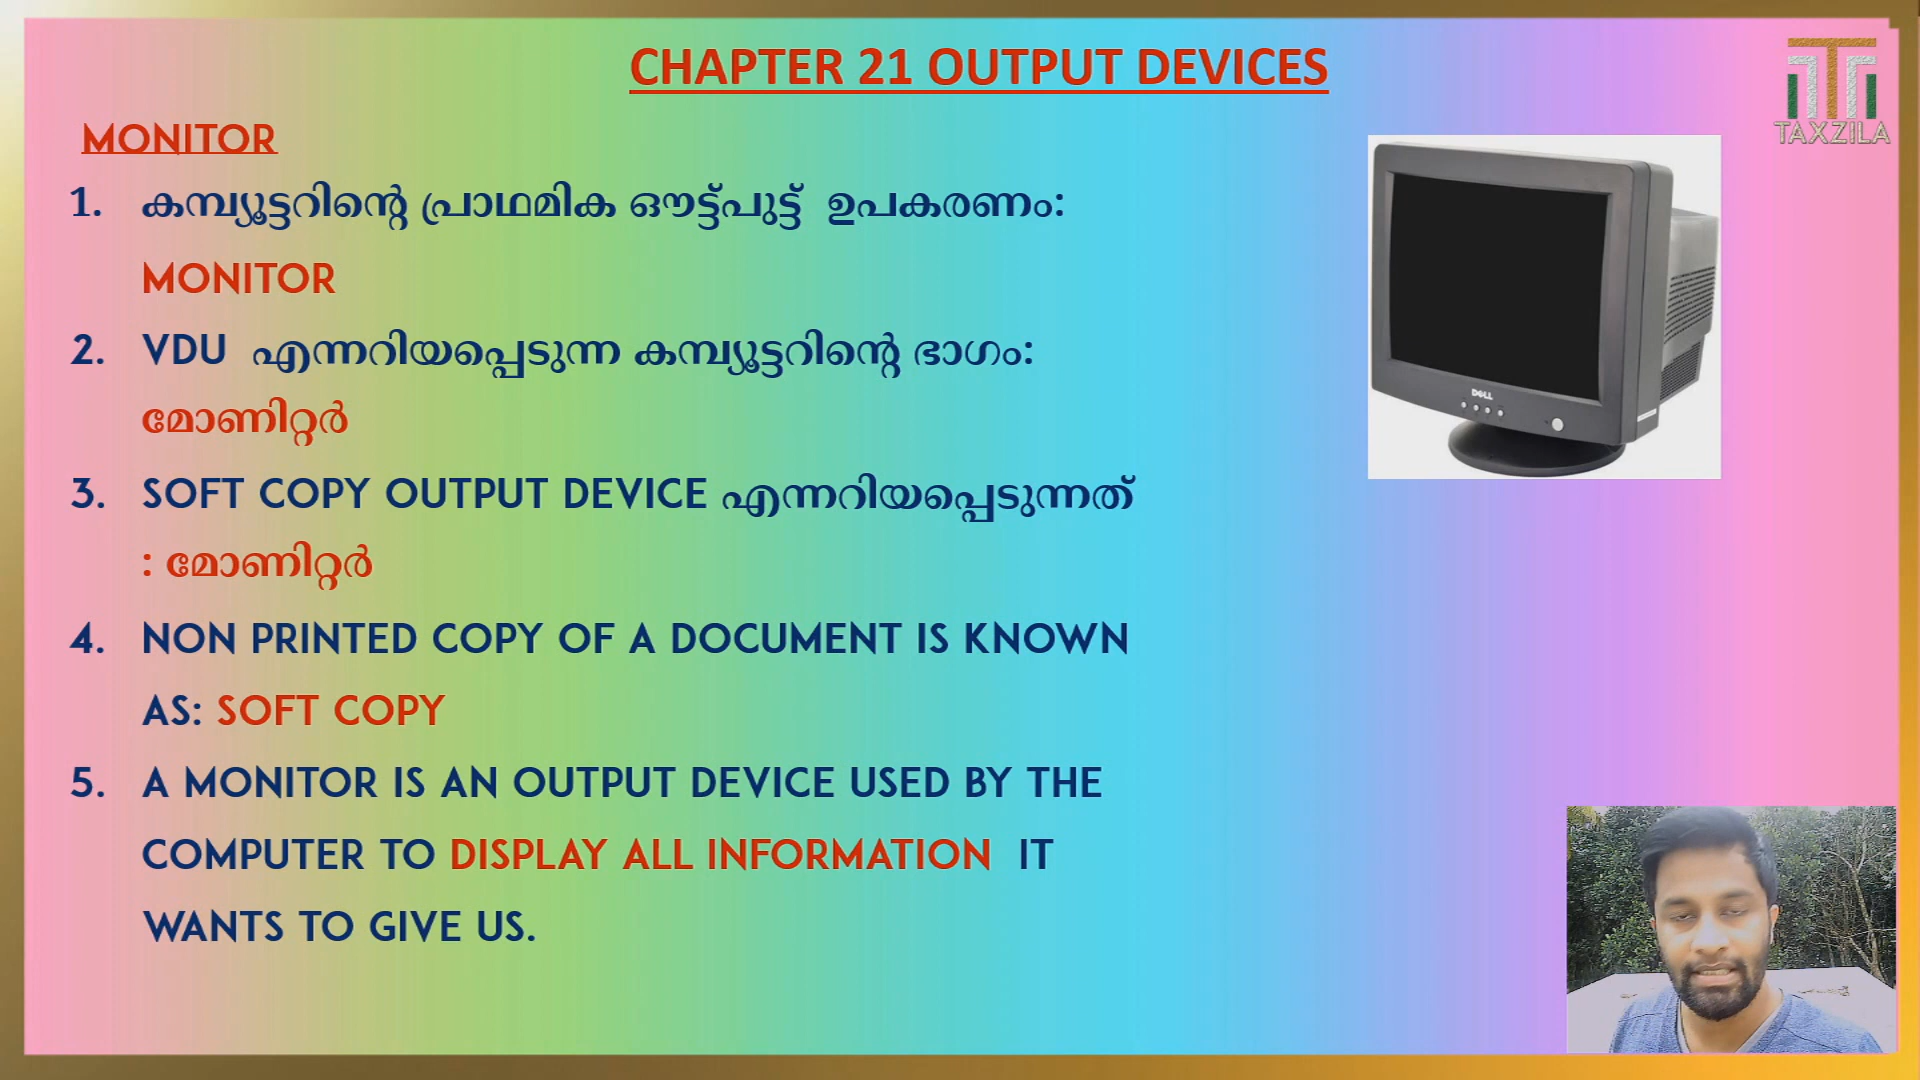 CHAPTER 21 OUTPUT DEVICES
TAXZILA
MONITOR
1. കമ്പ്യൂട്ടറിന്റെ പ്രാഥമിക ഔട്ട്പുട്ട് ഉപകരണം:
MONITOR
2. VDU എന്നറിയപ്പെടുന്ന കമ്പ്യൂട്ടറിന്റെ ഭാഗം:
മോണിറ്റർ
3. SOFT COPY OUTPUT DEVICE എന്നറിയപ്പെടുന്നത്
: മോണിറ്റർ
4. NON PRINTED COPY OF A DOCUMENT IS KNOWN
AS: SOFT COPY
5. A MONITOR IS AN OUTPUT DEVICE USED BY THE
COMPUTER TO DISPLAY ALL INFORMATION IT
WANTS TO GIVE US.
DELL